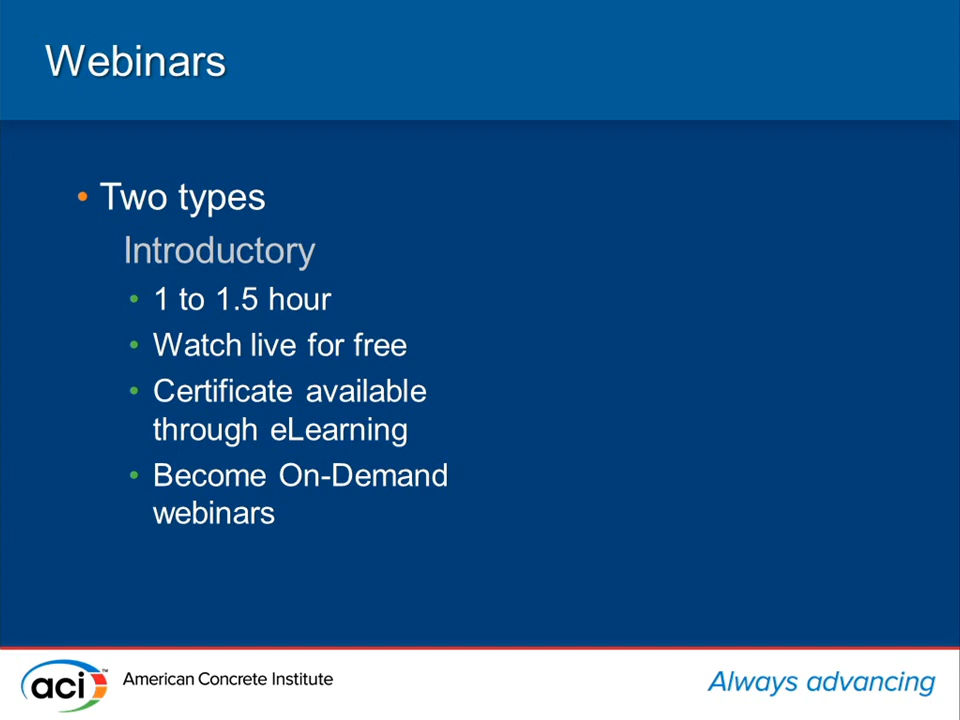 Webinars
• Two types
Introductory
• 1 to 1.5 hour
• Watch live for free
• Certificate available
through eLearning
• Become On-Demand
webinars
aci™
American Concrete Institute
Always advancing